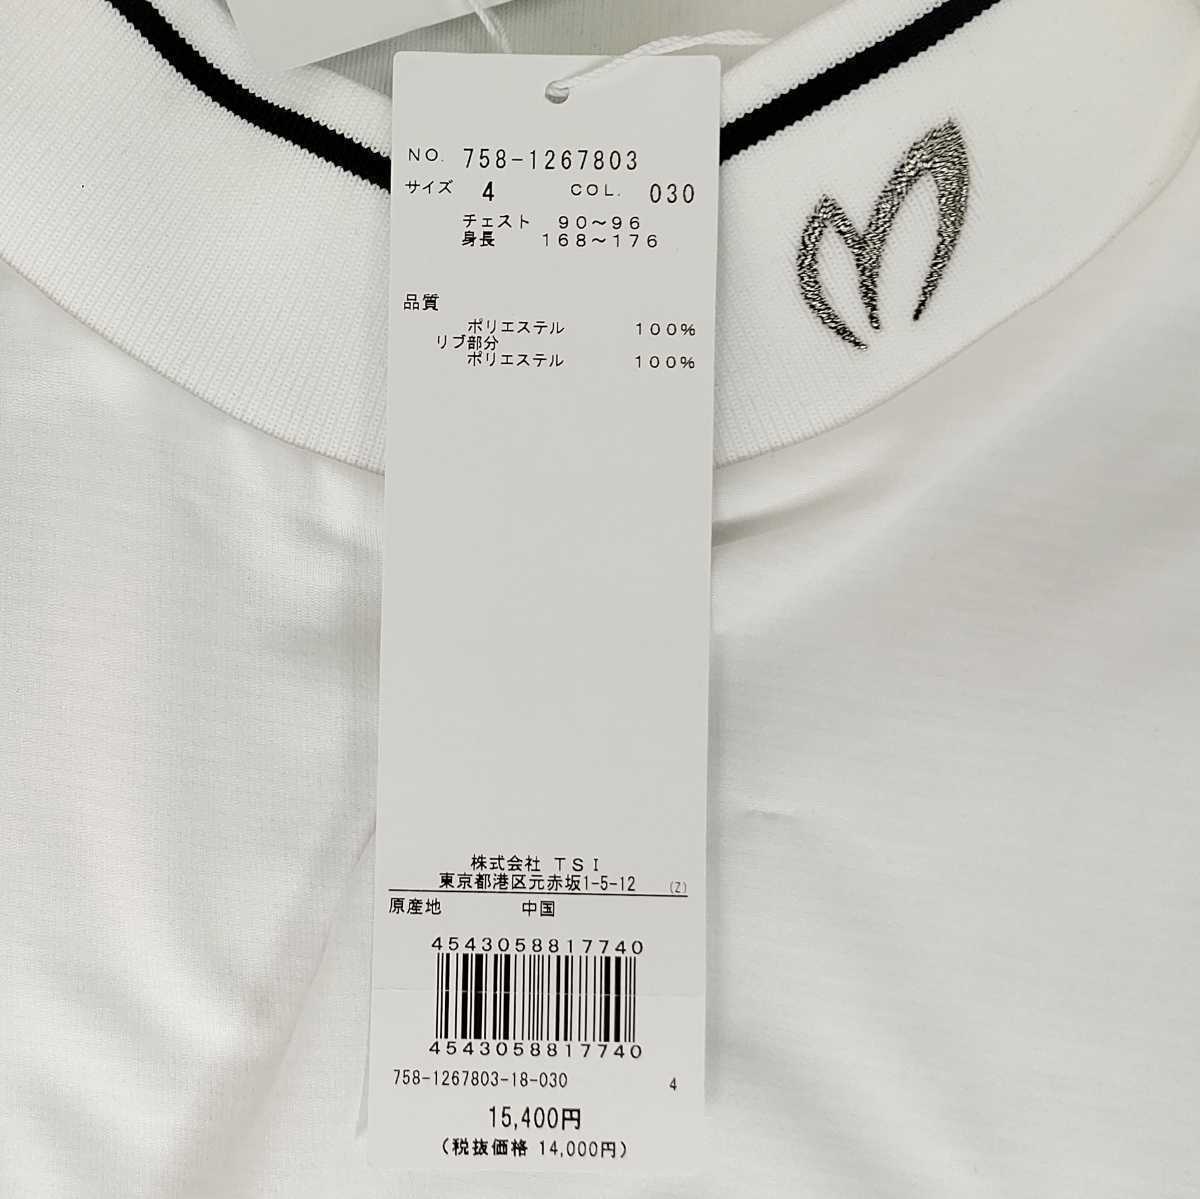 NO. 758-1267803
サイズ 4 COL. 030
チェスト 90～96
身長 168～176
品質
ポリエステル 100%
リブ部分
ポリエステル 100%
株式会社 TSI
東京都港区元赤坂1-5-12 (Z)
原産地 中国
4543058817740
4543058817740
758-1267803-18-030 4
15,400円
(税抜価格 14,000円)